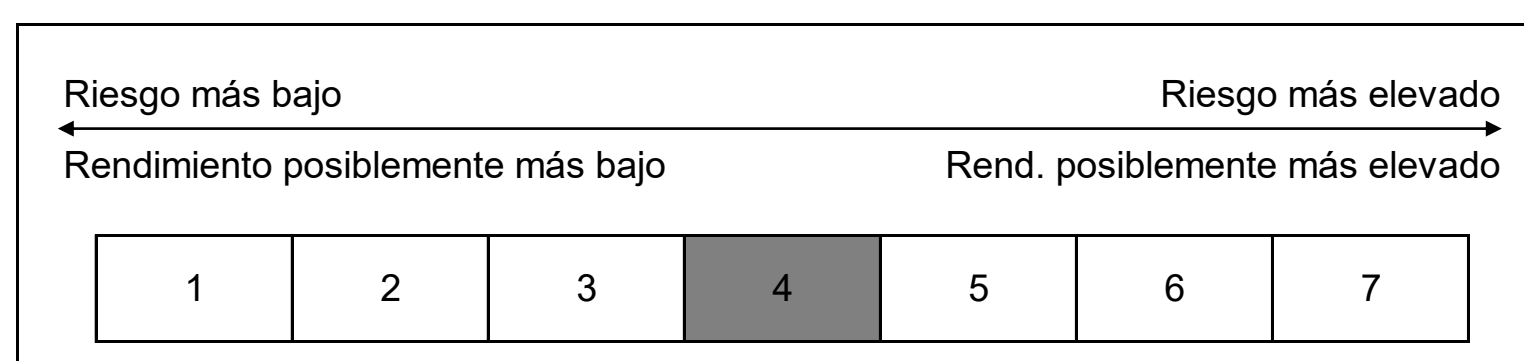 Riesgo más bajo Riesgo más elevado
Rendimiento posiblemente más bajo Rend. posiblemente más elevado
1 2 3 4 5 6 7